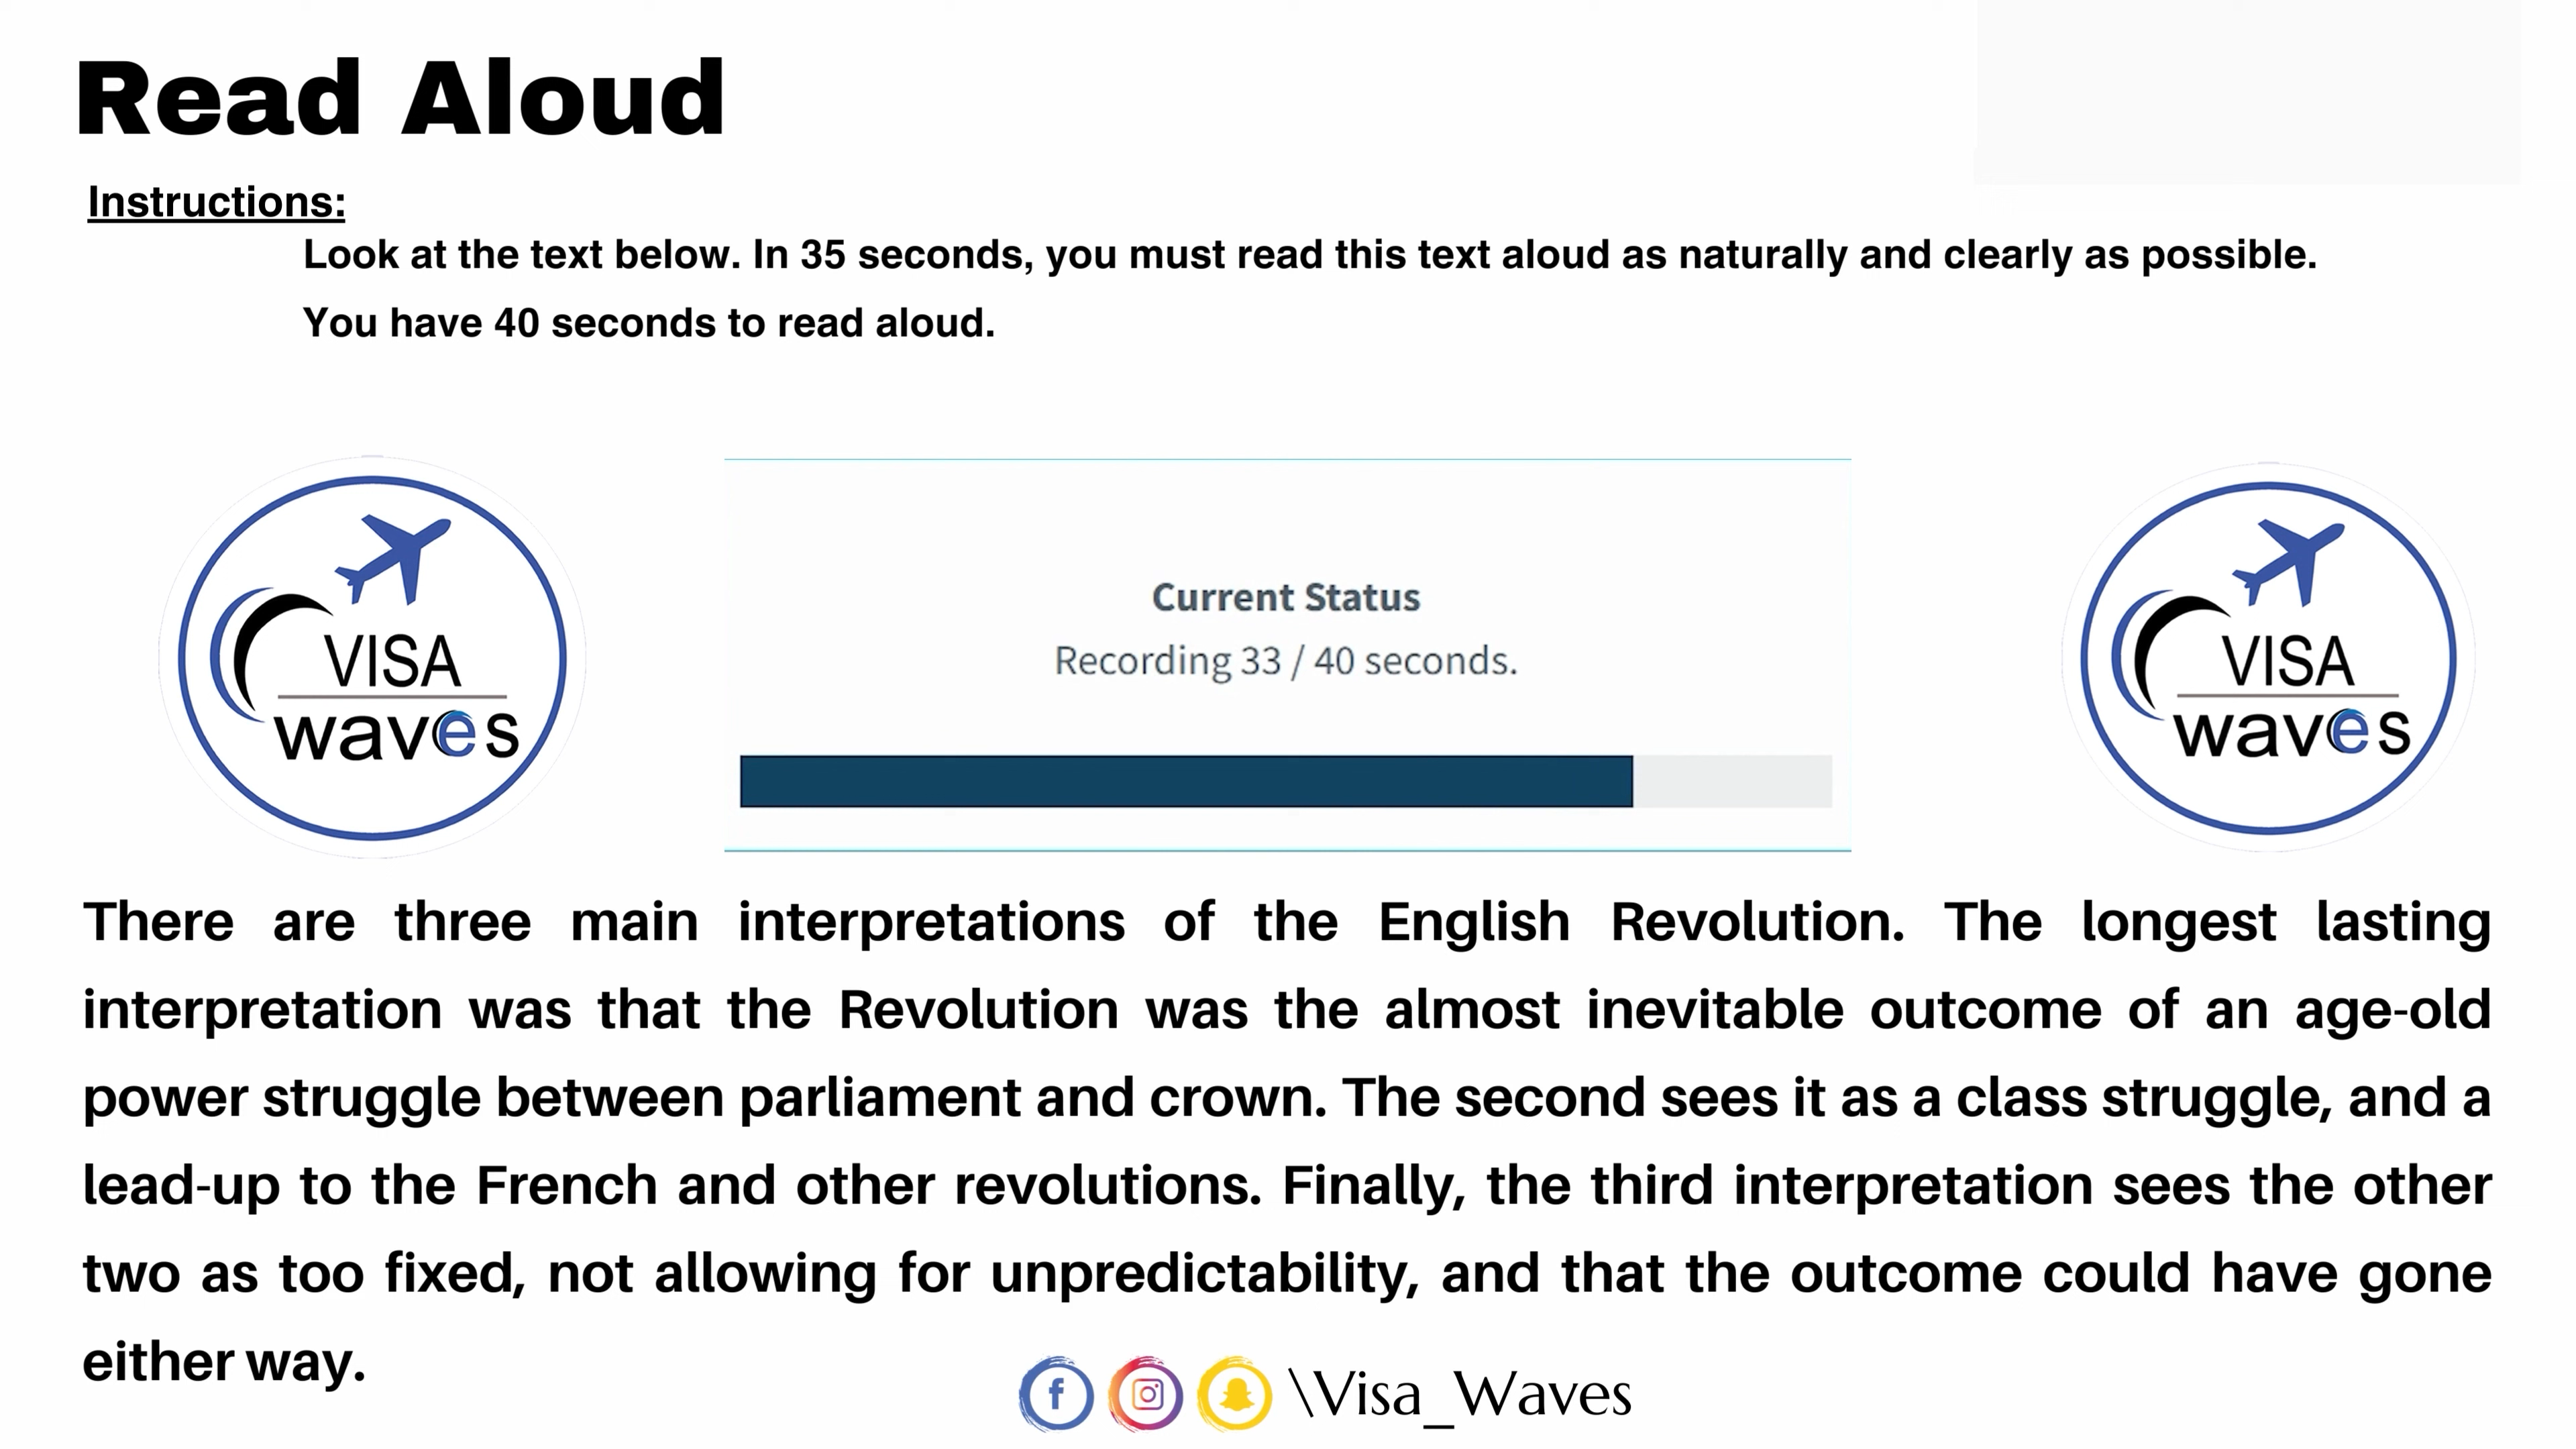 Read Aloud
Instructions:
Look at the text below. In 35 seconds, you must read this text aloud as naturally and clearly as possible.
You have 40 seconds to read aloud.
VISA
waves
Current Status
Recording 33 / 40 seconds.
VISA
waves
There are three main interpretations of the English Revolution. The longest lasting
interpretation was that the Revolution was the almost inevitable outcome of an age-old
power struggle between parliament and crown. The second sees it as a class struggle, and a
lead-up to the French and other revolutions. Finally, the third interpretation sees the other
two as too fixed, not allowing for unpredictability, and that the outcome could have gone
either way.
\Visa_Waves